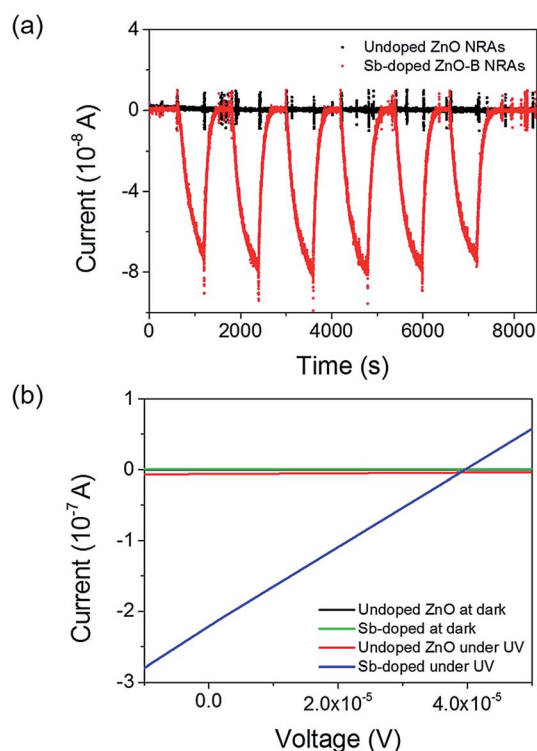 (a)
Undoped ZnO NRAs
Sb-doped ZnO-B NRAs
0
-4
-8
Current (10⁻⁸ A)
0 2000 4000 6000 8000
Time (s)
(b)
1
0
-1
-2
-3
Current (10⁻⁷ A)
Undoped ZnO at dark
Sb-doped at dark
Undoped ZnO under UV
Sb-doped under UV
0.0 2.0x10⁻⁵ 4.0x10⁻⁵
Voltage (V)